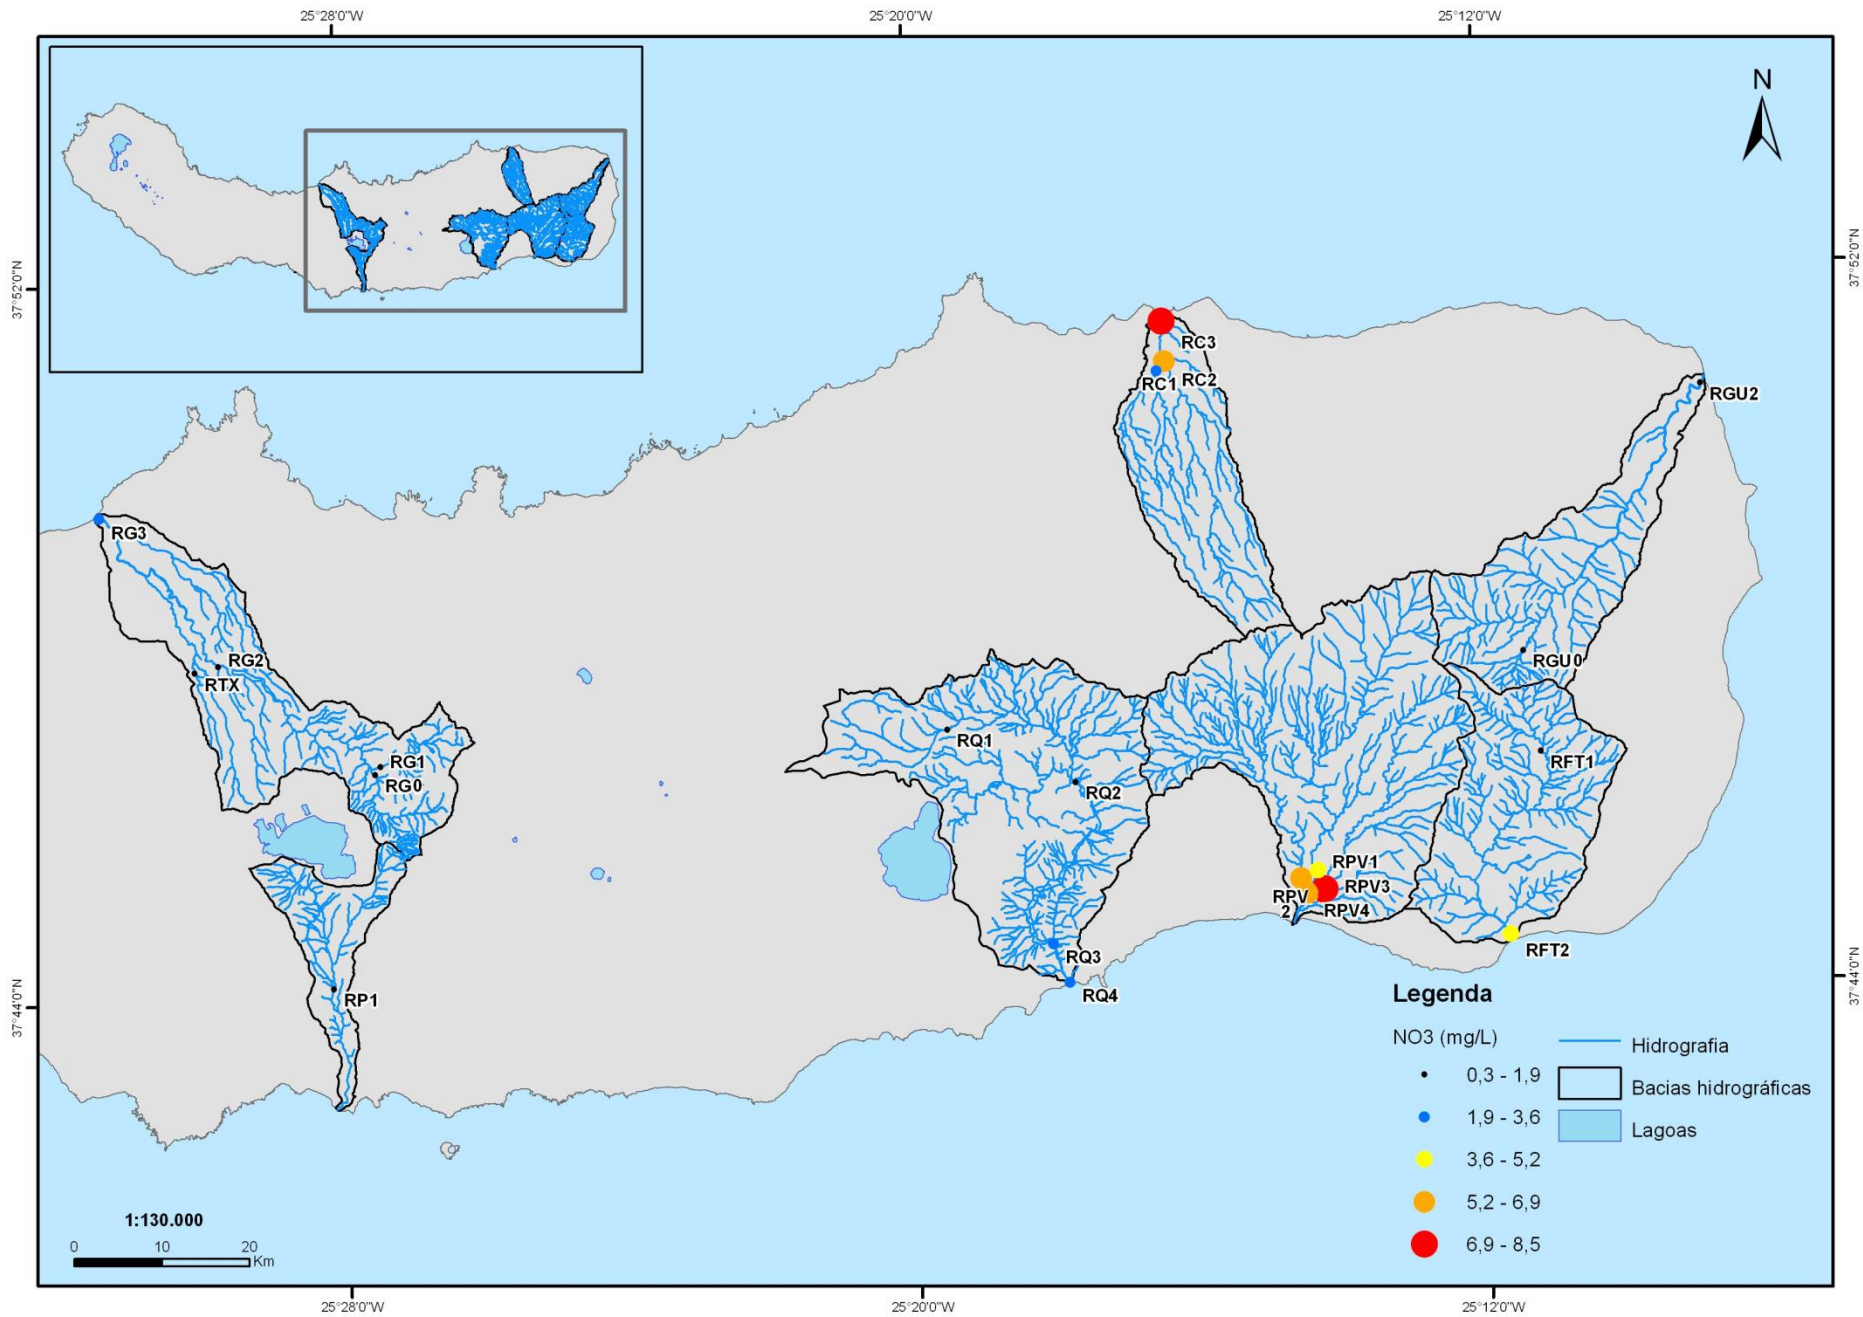 25°28'0"W
25°20'0"W
25°12'0"W
N
37°52'0"N
37°52'0"N
RC3
RC1
RC2
RGU2
RG3
RG2
RTX
RGU0
RQ1
RFT1
RG1
RG0
RQ2
RPV1
RPV3
RPV
2
RPV4
RFT2
RQ3
RQ4
RP1
37°44'0"N
37°44'0"N
Legenda
NO3 (mg/L)
0,3 - 1,9
1,9 - 3,6
3,6 - 5,2
5,2 - 6,9
6,9 - 8,5
Hidrografia
Bacias hidrográficas
Lagoas
1:130.000
0 10 20
Km
25°28'0"W
25°20'0"W
25°12'0"W